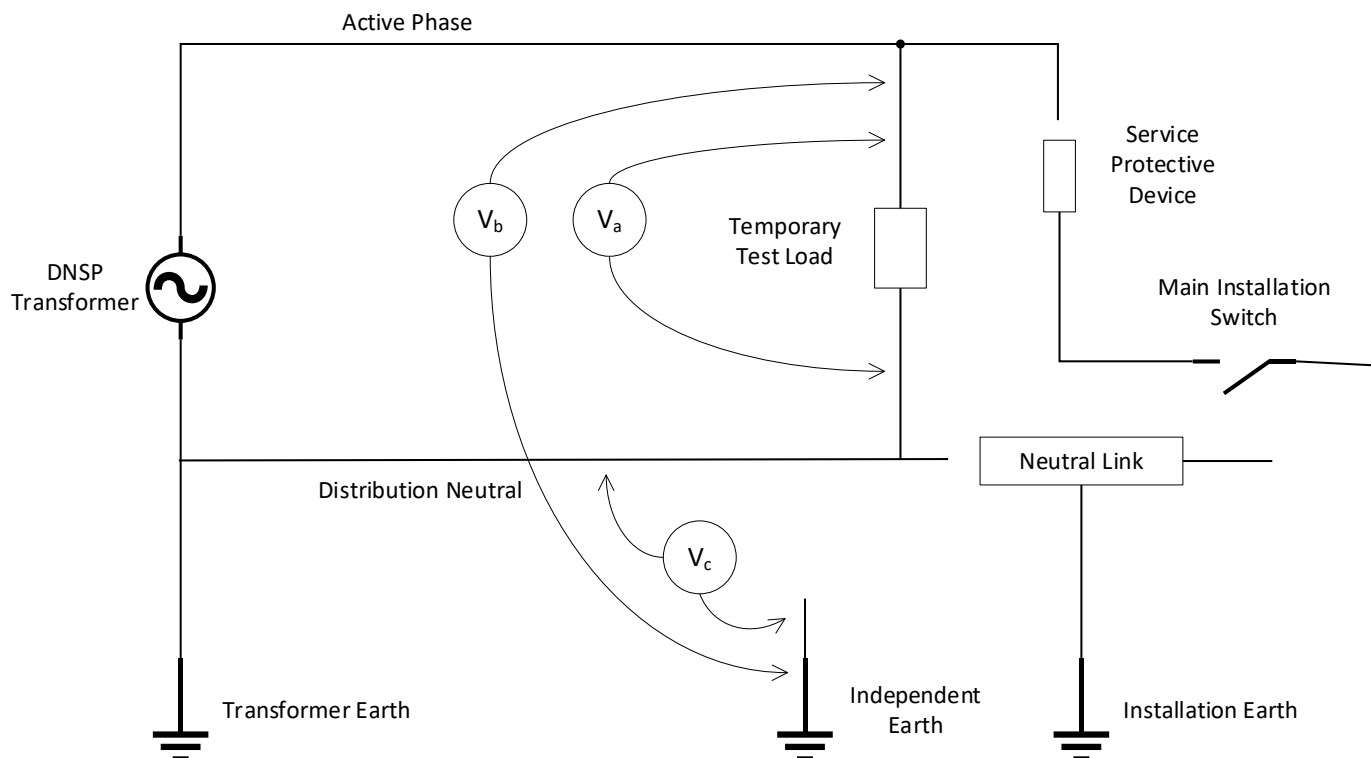 Active Phase
Service
Protective
Device
Vb
Va
Temporary
Test Load
DNSP
Transformer
Main Installation
Switch
Neutral Link
Distribution Neutral
Vc
Transformer Earth
Independent
Earth
Installation Earth